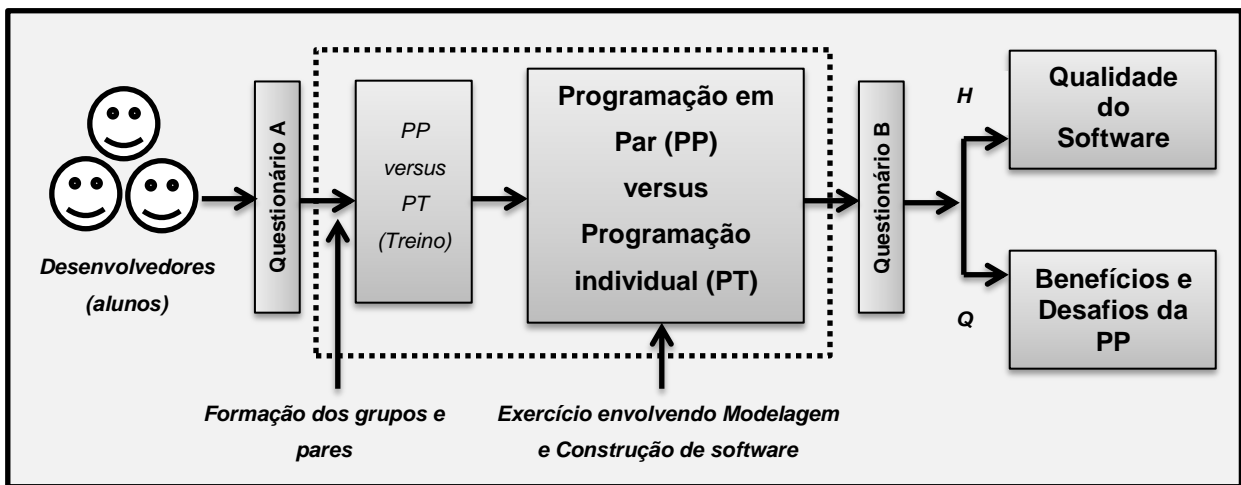 Desenvolvedores
(alunos)
Questionário A
PP
versus
PT
(Treino)
Programação em
Par (PP)
versus
Programação
individual (PT)
Questionário B
H
Qualidade
do
Software
Q
Benefícios e
Desafios da
PP
Formação dos grupos e
pares
Exercício envolvendo Modelagem
e Construção de software